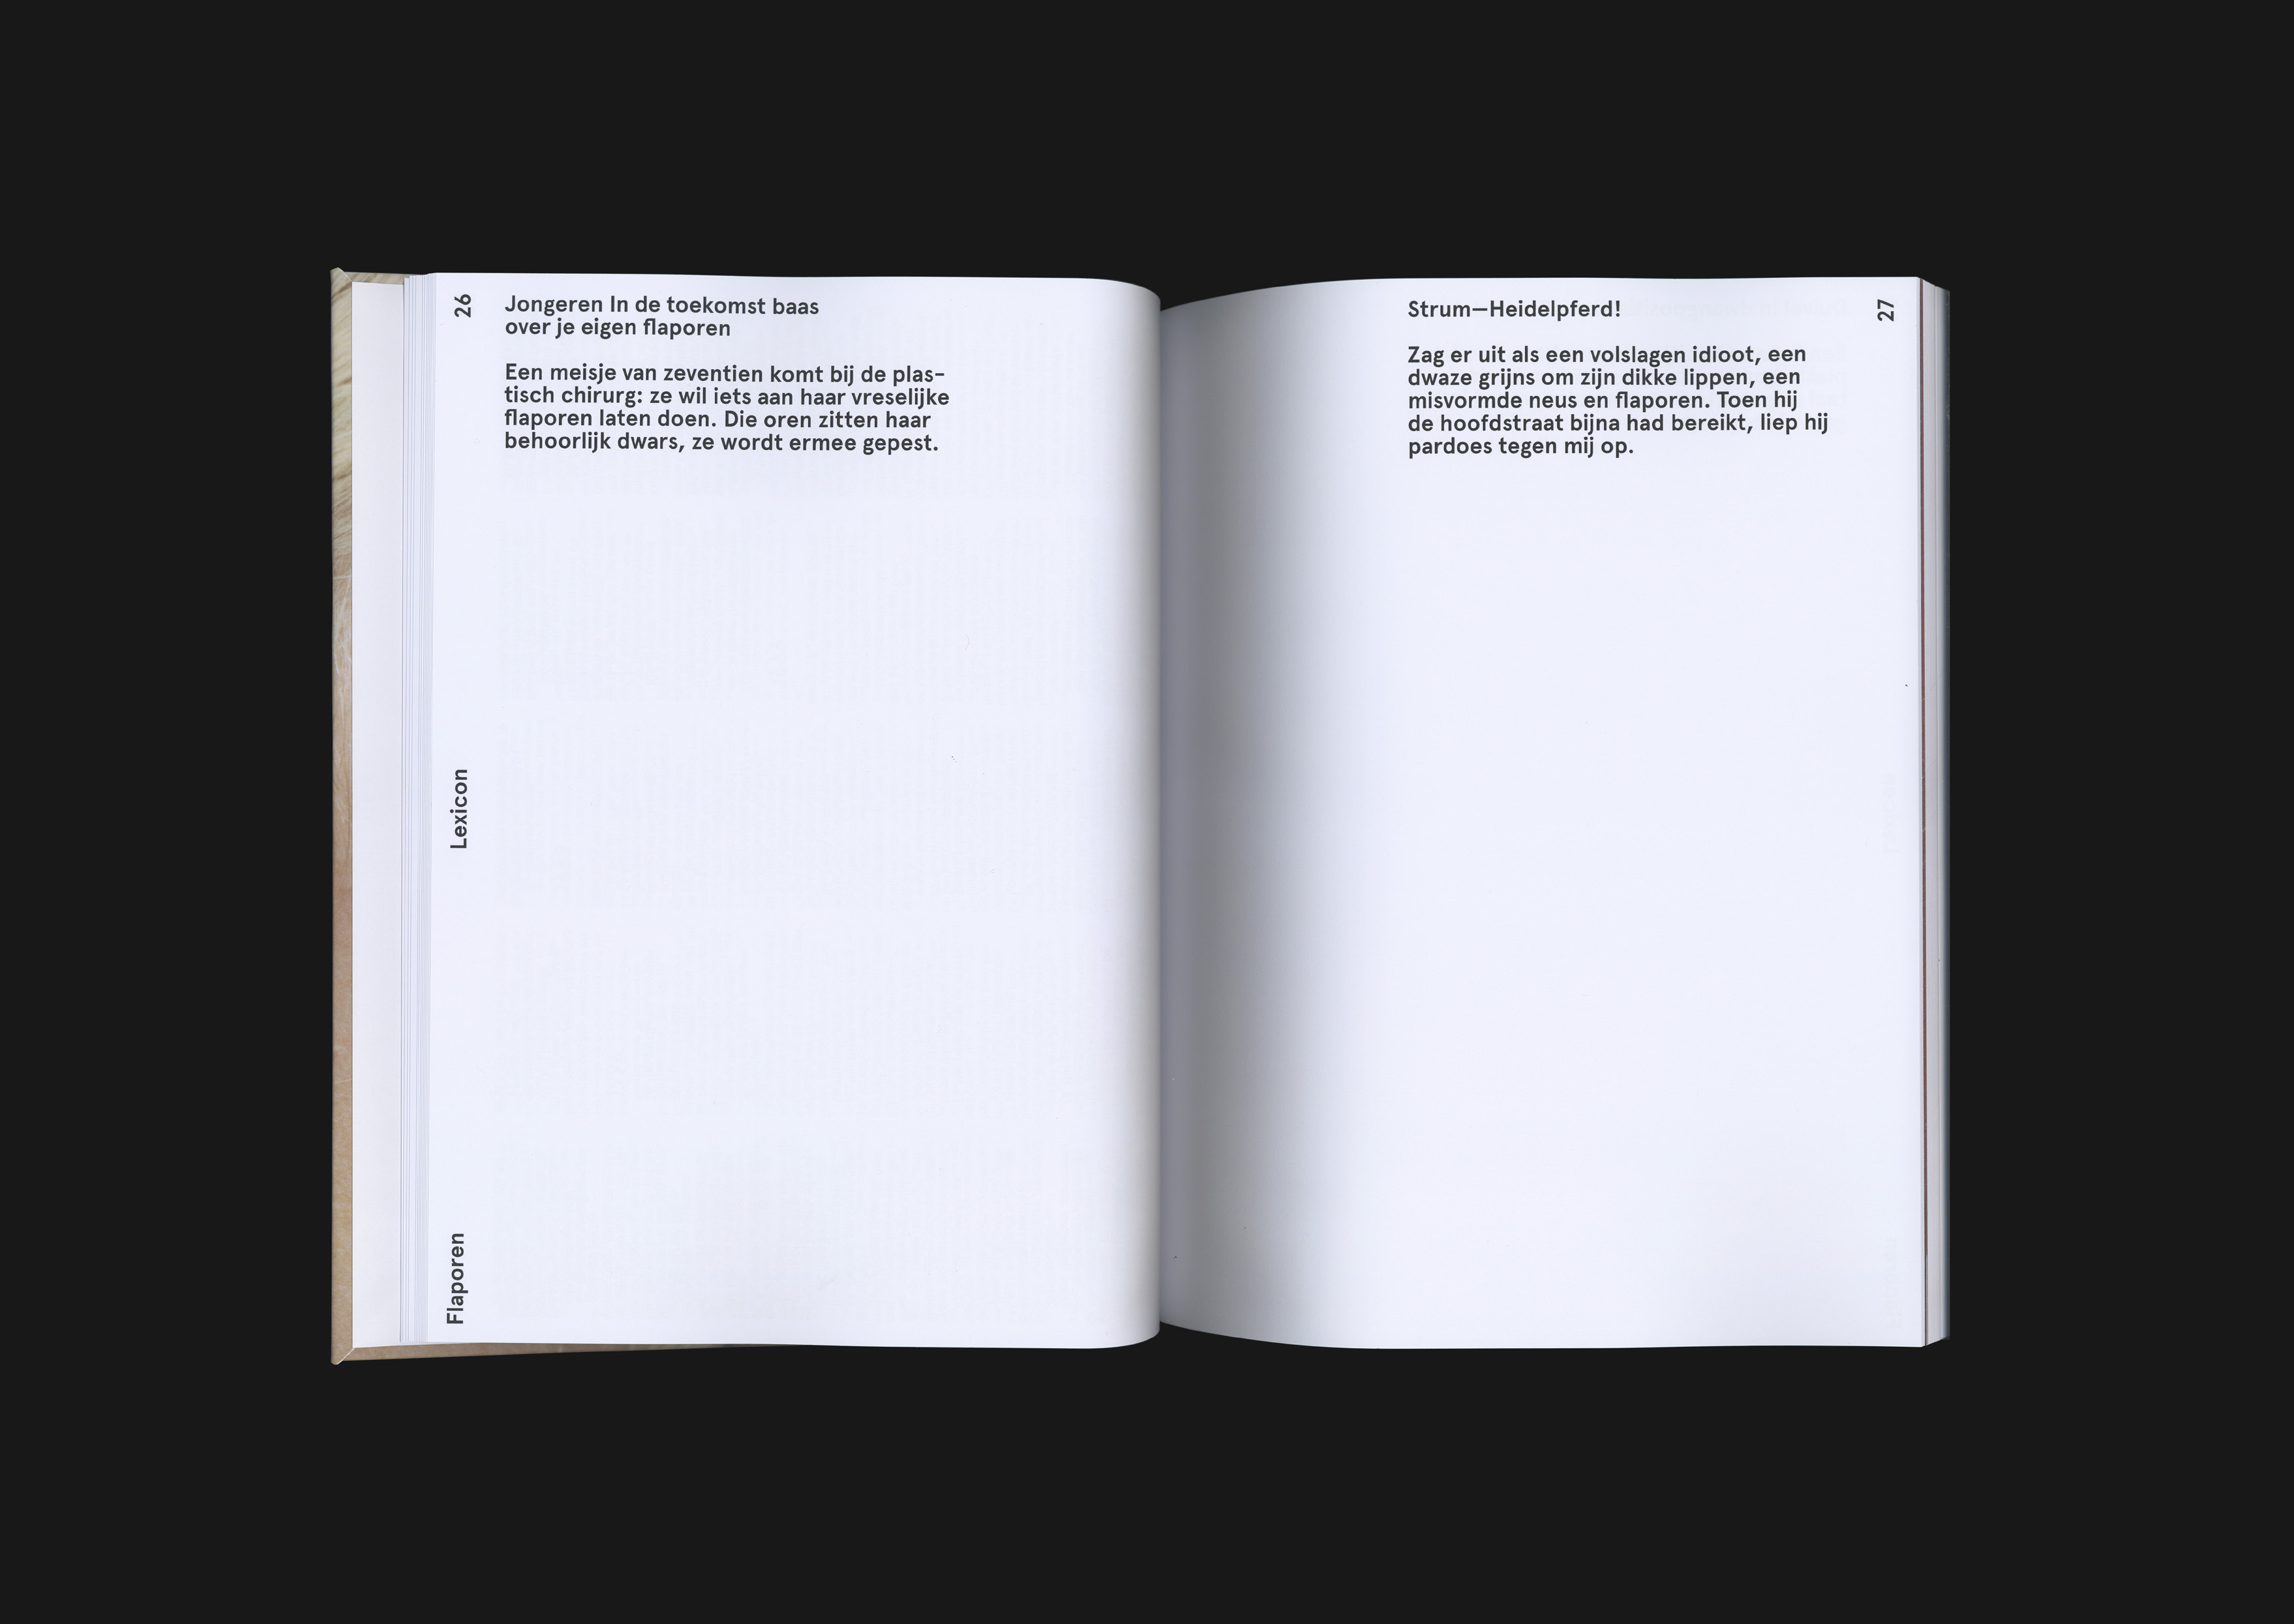 26
Jongeren In de toekomst baas
over je eigen flaporen
Een meisje van zeventien komt bij de plas-
tisch chirurg: ze wil iets aan haar vreselijke
flaporen laten doen. Die oren zitten haar
behoorlijk dwars, ze wordt ermee gepest.
Lexicon
Flaporen
Strum—Heidelpferd!
27
Zag er uit als een volslagen idioot, een
dwaze grijns om zijn dikke lippen, een
misvormde neus en flaporen. Toen hij
de hoofdstraat bijna had bereikt, liep hij
pardoes tegen mij op.